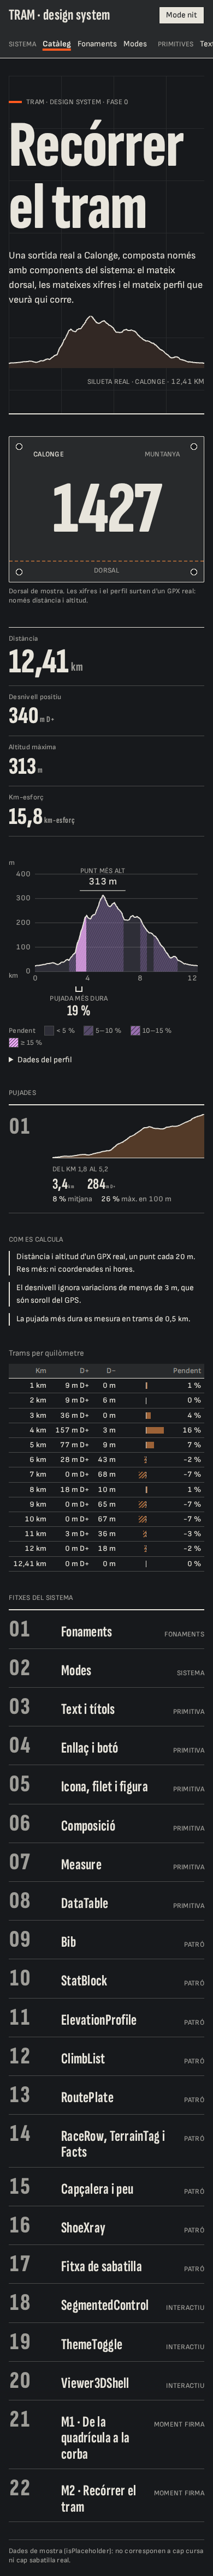 TRAM · design system
Mode nit
SISTEMA Catàleg Fonaments Modes PRIMITIVES Tex
TRAM · DESIGN SYSTEM · FASE 0
Recórrer
el tram
Una sortida real a Calonge, composta només
amb components del sistema: el mateix
dorsal, les mateixes xifres i el mateix perfil que
veurà qui corre.
SILUETA REAL · CALONGE · 12,41 KM
CALONGE
MUNTANYA
1427
DORSAL
Dorsal de mostra. Les xifres i el perfil surten d'un GPX real:
només distància i altitud.
Distància
12,41 km
Desnivell positiu
340 m D+
Altitud màxima
313 m
Km-esforç
15,8 km-esforç
m
PUNT MÉS ALT
313 m
400
300
200
100
0
km
0 4 8 12
PUJADA MÉS DURA
19 %
Pendent < 5 % 5–10 % 10–15 %
≥ 15 %
Dades del perfil
PUJADES
01
DEL KM 1,8 AL 5,2
3,4 km 284 m D+
8 % mitjana 26 % màx. en 100 m
COM ES CALCULA
Distància i altitud d'un GPX real, un punt cada 20 m.
Res més: ni coordenades ni hores.
El desnivell ignora variacions de menys de 3 m, que
són soroll del GPS.
La pujada més dura es mesura en trams de 0,5 km.
Trams per quilòmetre
Km D+ D− Pendent
1 km 9 m D+ 0 m 1 %
2 km 9 m D+ 6 m 0 %
3 km 36 m D+ 0 m 4 %
4 km 157 m D+ 3 m 16 %
5 km 77 m D+ 9 m 7 %
6 km 28 m D+ 43 m -2 %
7 km 0 m D+ 68 m -7 %
8 km 18 m D+ 10 m 1 %
9 km 0 m D+ 65 m -7 %
10 km 0 m D+ 67 m -7 %
11 km 3 m D+ 36 m -3 %
12 km 0 m D+ 18 m -2 %
12,41 km 0 m D+ 0 m 0 %
FITXES DEL SISTEMA
01 Fonaments FONAMENTS
02 Modes SISTEMA
03 Text i títols PRIMITIVA
04 Enllaç i botó PRIMITIVA
05 Icona, filet i figura PRIMITIVA
06 Composició PRIMITIVA
07 Measure PRIMITIVA
08 DataTable PRIMITIVA
09 Bib PATRÓ
10 StatBlock PATRÓ
11 ElevationProfile PATRÓ
12 ClimbList PATRÓ
13 RoutePlate PATRÓ
14 RaceRow, TerrainTag i PATRÓ
Facts
15 Capçalera i peu PATRÓ
16 ShoeXray PATRÓ
17 Fitxa de sabatilla PATRÓ
18 SegmentedControl INTERACTIU
19 ThemeToggle INTERACTIU
20 Viewer3DShell INTERACTIU
21 M1 · De la MOMENT FIRMA
quadrícula a la
corba
22 M2 · Recórrer el MOMENT FIRMA
tram
Dades de mostra (isPlaceholder): no corresponen a cap cursa
ni cap sabatilla real.